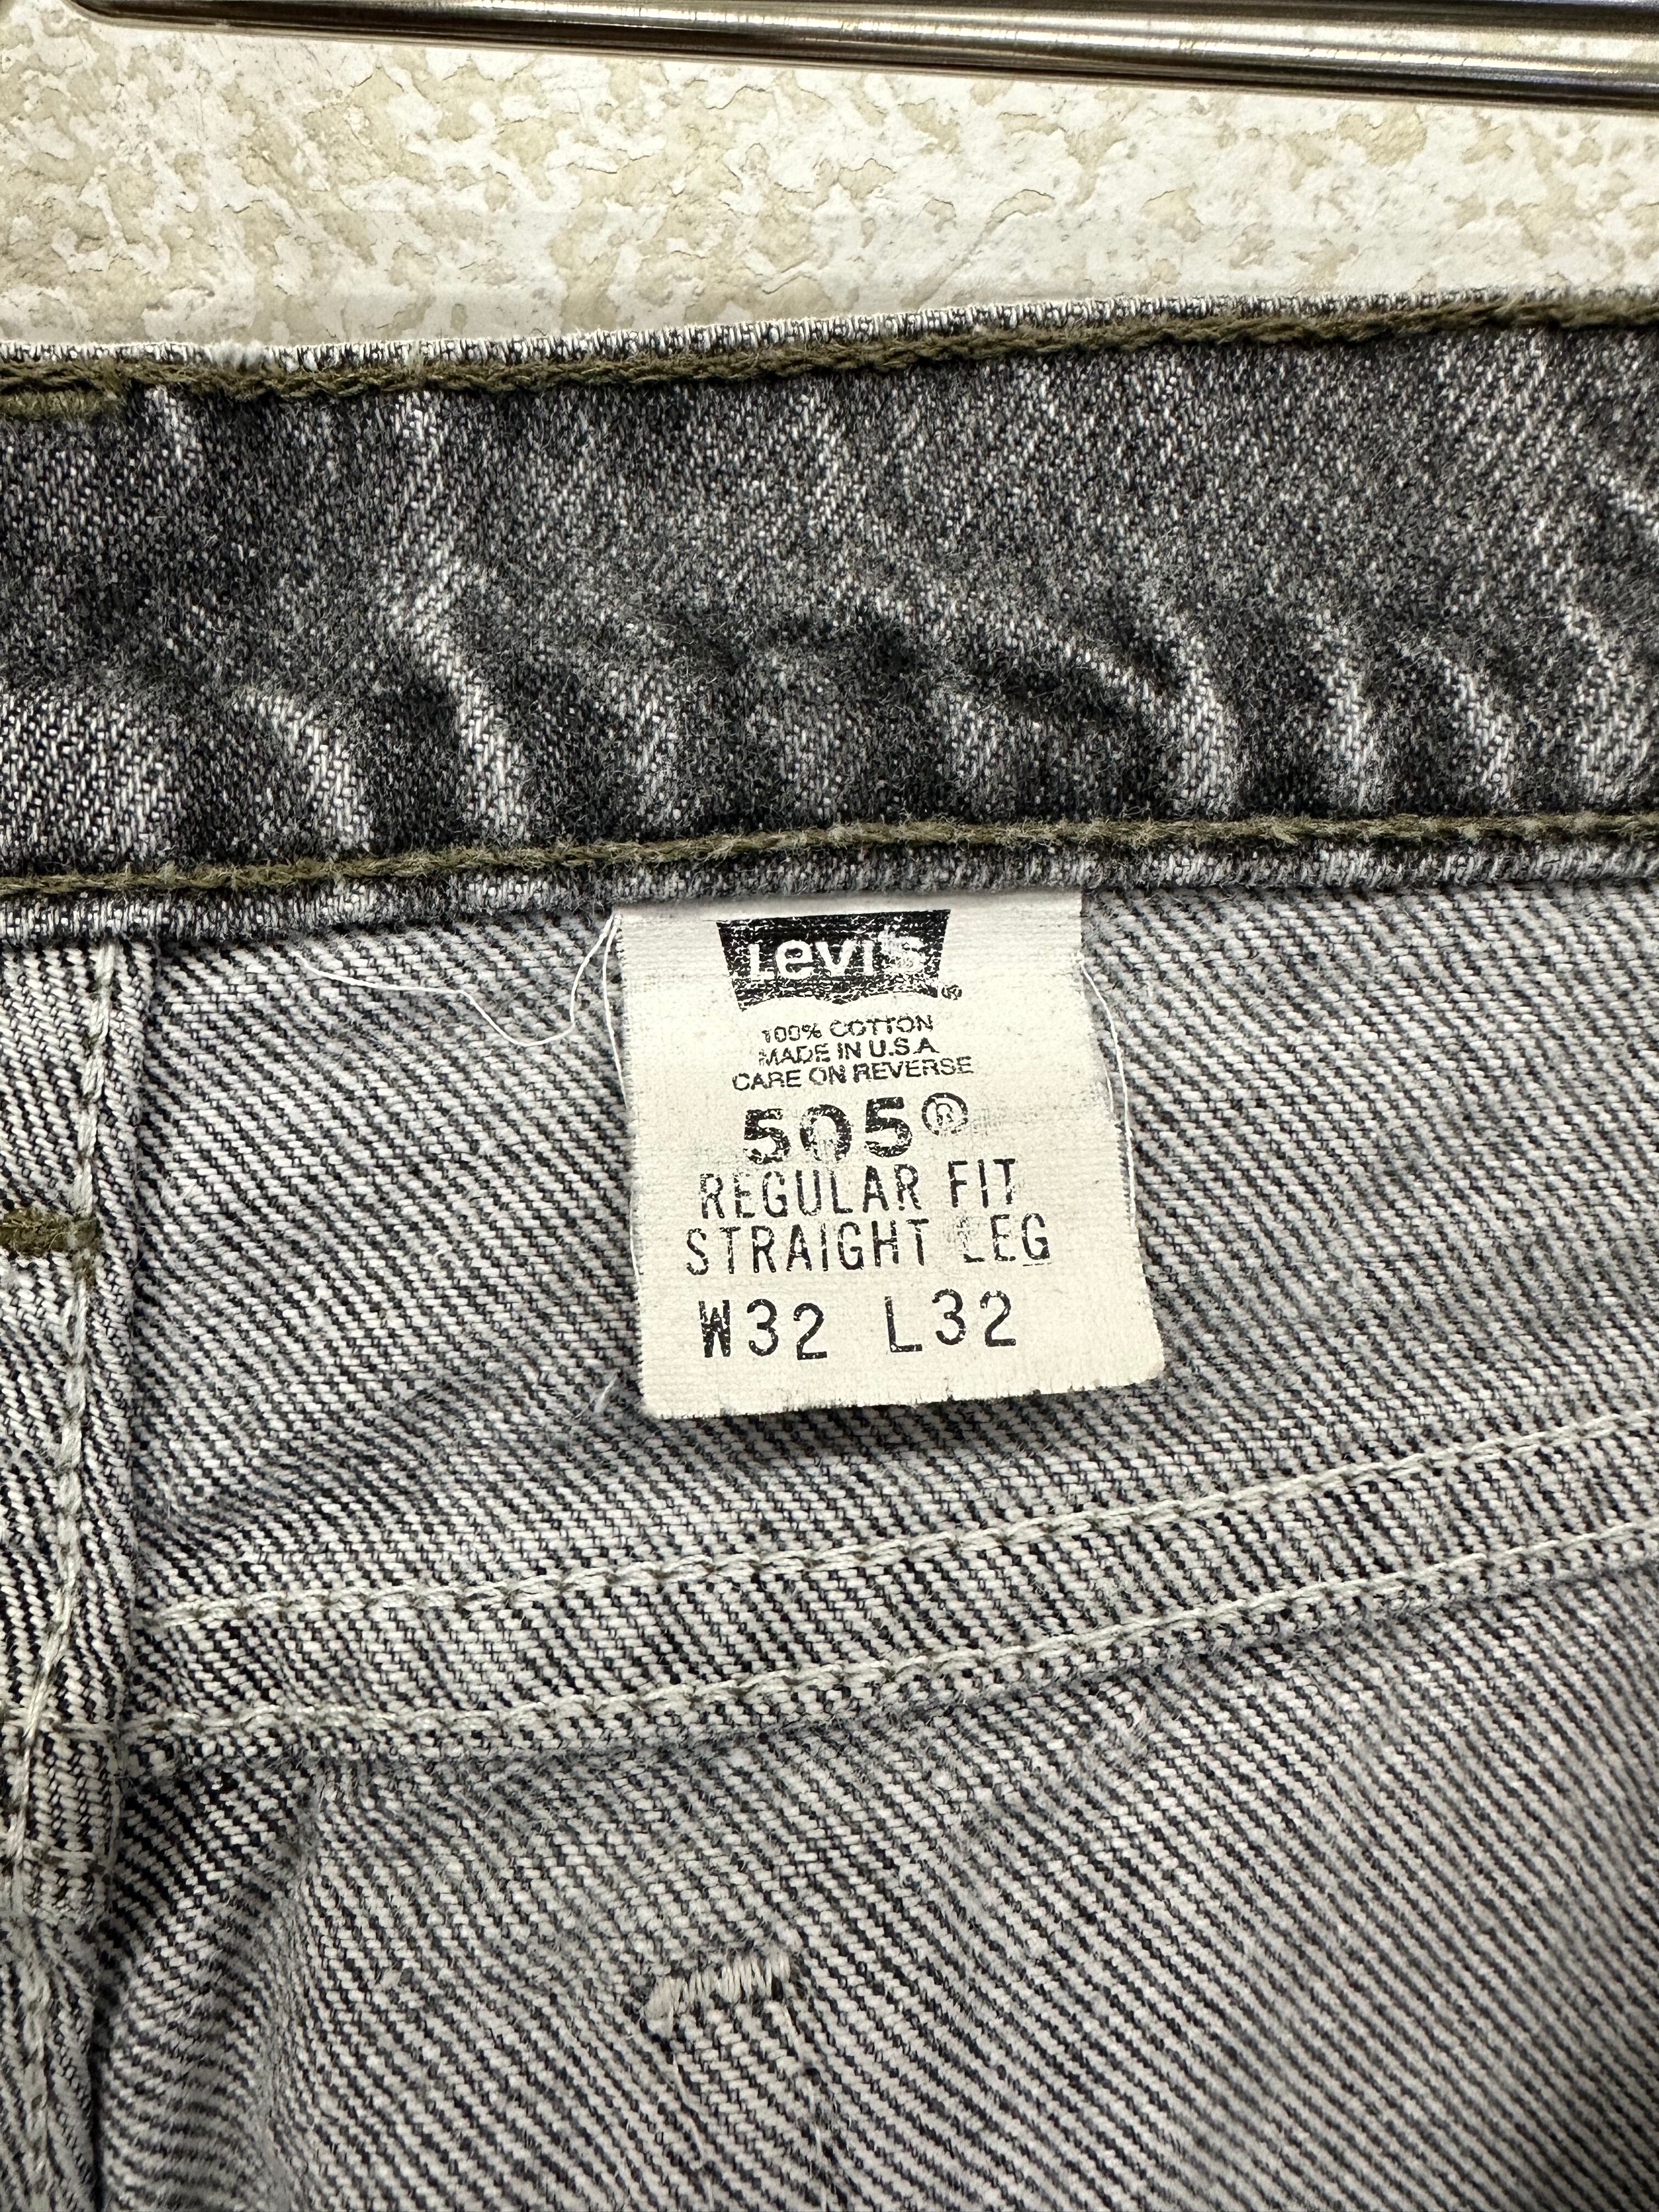 Levi's®
100% COTTON
MADE IN U.S.A
CARE ON REVERSE
505®
REGULAR FIT
STRAIGHT LEG
W32 L32